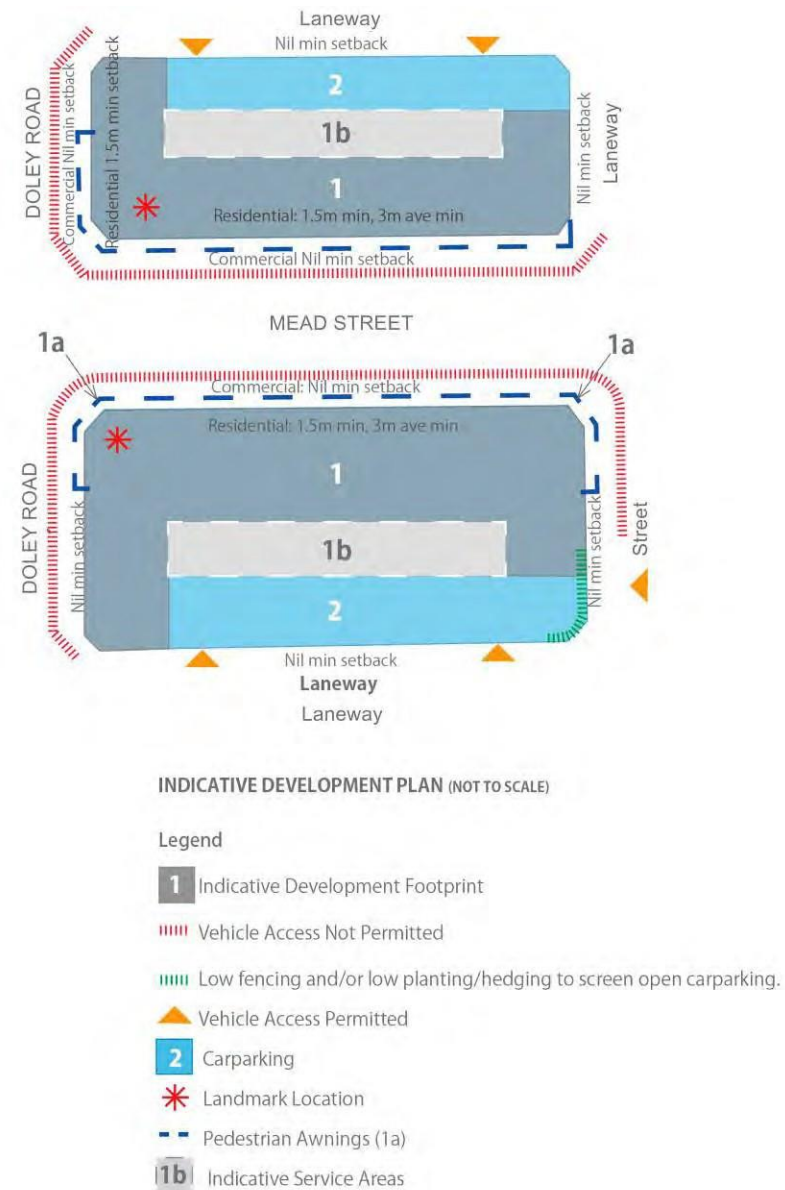 Laneway
Nil min setback
2
1b
1
DOLEY ROAD
Commercial Nil min setback
Residential 1.5m min setback
Nil min setback
Laneway
Residential: 1.5m min, 3m ave min
Commercial Nil min setback
MEAD STREET
1a
1a
Commercial: Nil min setback
Residential: 1.5m min, 3m ave min
1
DOLEY ROAD
Nil min setback
1b
Nil min setback
Street
2
Nil min setback
Laneway
Laneway
INDICATIVE DEVELOPMENT PLAN (NOT TO SCALE)
Legend
1 Indicative Development Footprint
Vehicle Access Not Permitted
Low fencing and/or low planting/hedging to screen open carparking.
Vehicle Access Permitted
2 Carparking
Landmark Location
Pedestrian Awnings (1a)
1b Indicative Service Areas